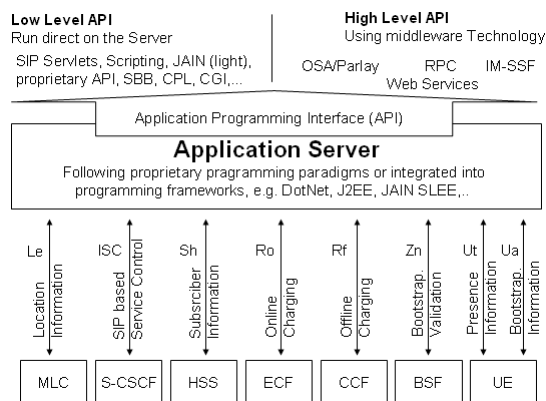 Low Level API
Run direct on the Server
SIP Servlets, Scripting, JAIN (light),
proprietary API, SBB, CPL, CGI,...
High Level API
Using middleware Technology
OSA/Parlay RPC IM-SSF
Web Services
Application Programming Interface (API)
Application Server
Following proprietary programming paradigms or integrated into
programming frameworks, e.g. DotNet, J2EE, JAIN SLEE,..
Le
Location
Information
ISC
SIP based
Service Control
Sh
Subsrciber
Information
Ro
Online
Charging
Rf
Offline
Charging
Zn
Bootstrap.
Validation
Ut
Presence
Information
Ua
Bootstrap.
Information
MLC
S-CSCF
HSS
ECF
CCF
BSF
UE